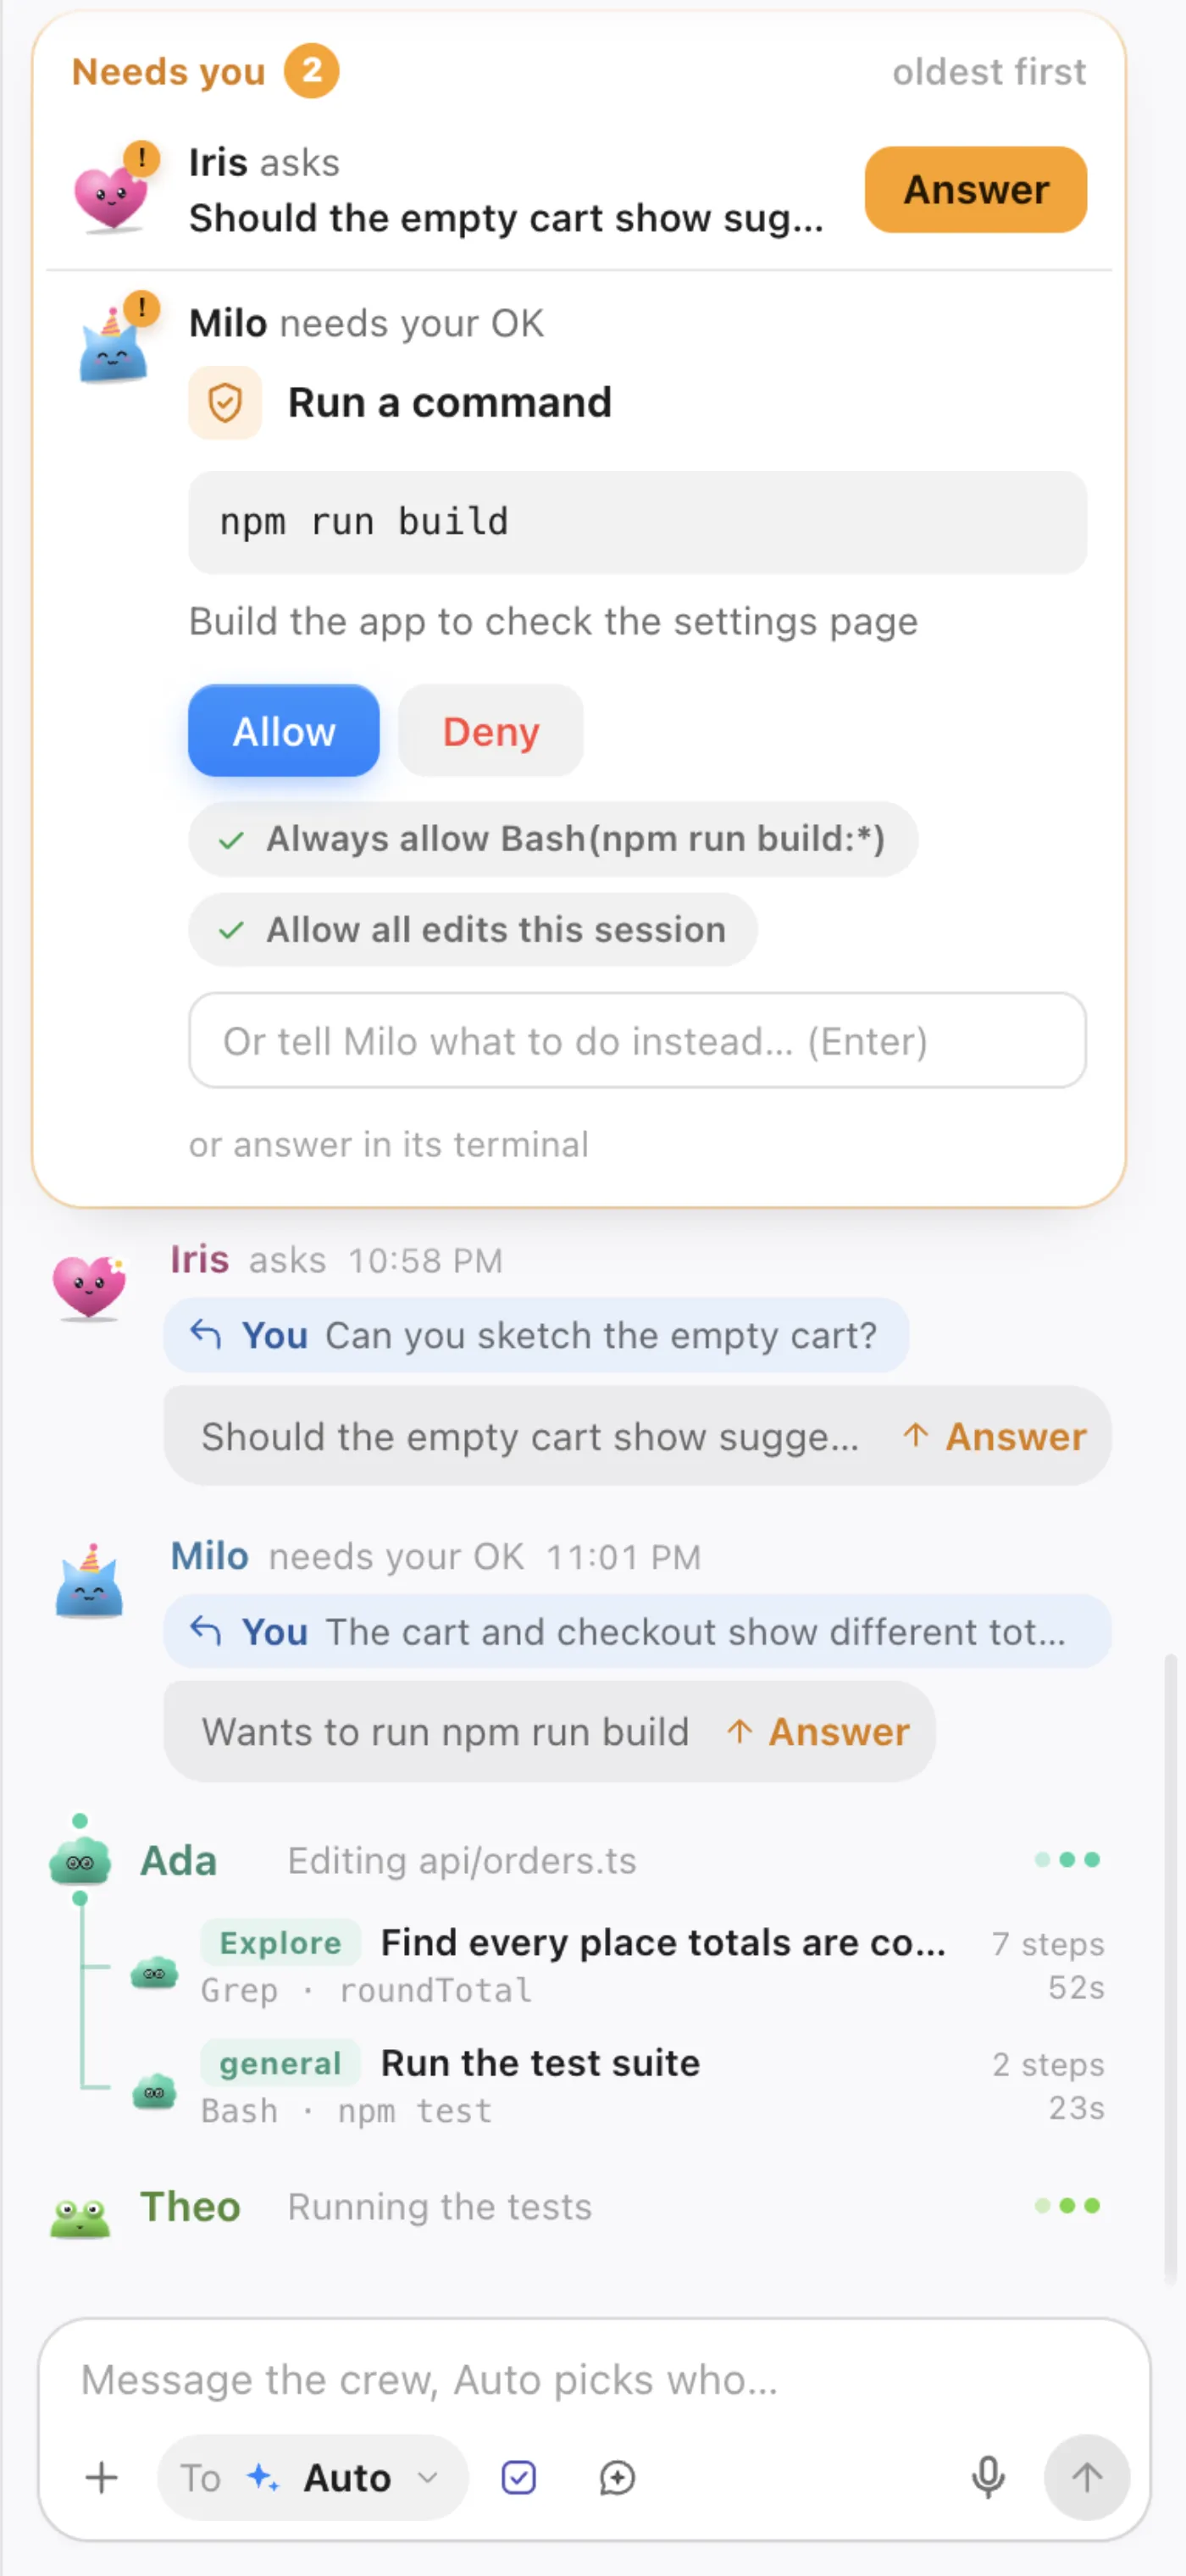 Needs you 2 oldest first
! Iris asks
Should the empty cart show sug... Answer
! Milo needs your OK
Run a command
npm run build
Build the app to check the settings page
Allow Deny
Always allow Bash(npm run build:*)
Allow all edits this session
Or tell Milo what to do instead... (Enter)
or answer in its terminal
Iris asks 10:58 PM
You Can you sketch the empty cart?
Should the empty cart show sugge... ↑ Answer
Milo needs your OK 11:01 PM
You The cart and checkout show different tot...
Wants to run npm run build ↑ Answer
Ada Editing api/orders.ts
Explore Find every place totals are co... 7 steps
Grep · roundTotal 52s
general Run the test suite 2 steps
Bash · npm test 23s
Theo Running the tests
Message the crew, Auto picks who...
To Auto